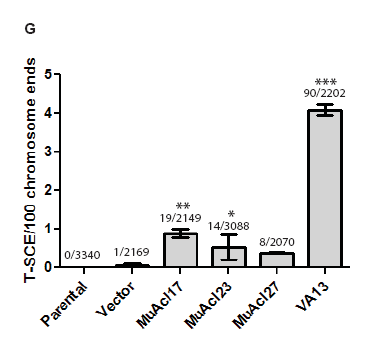 G
T-SCE/100 chromosome ends
5
4
3
2
1
0
0/3340
1/2169
**
19/2149
*
14/3088
8/2070
***
90/2202
Parental
Vector
MuAcl17
MuAcl23
MuAcl27
VA13